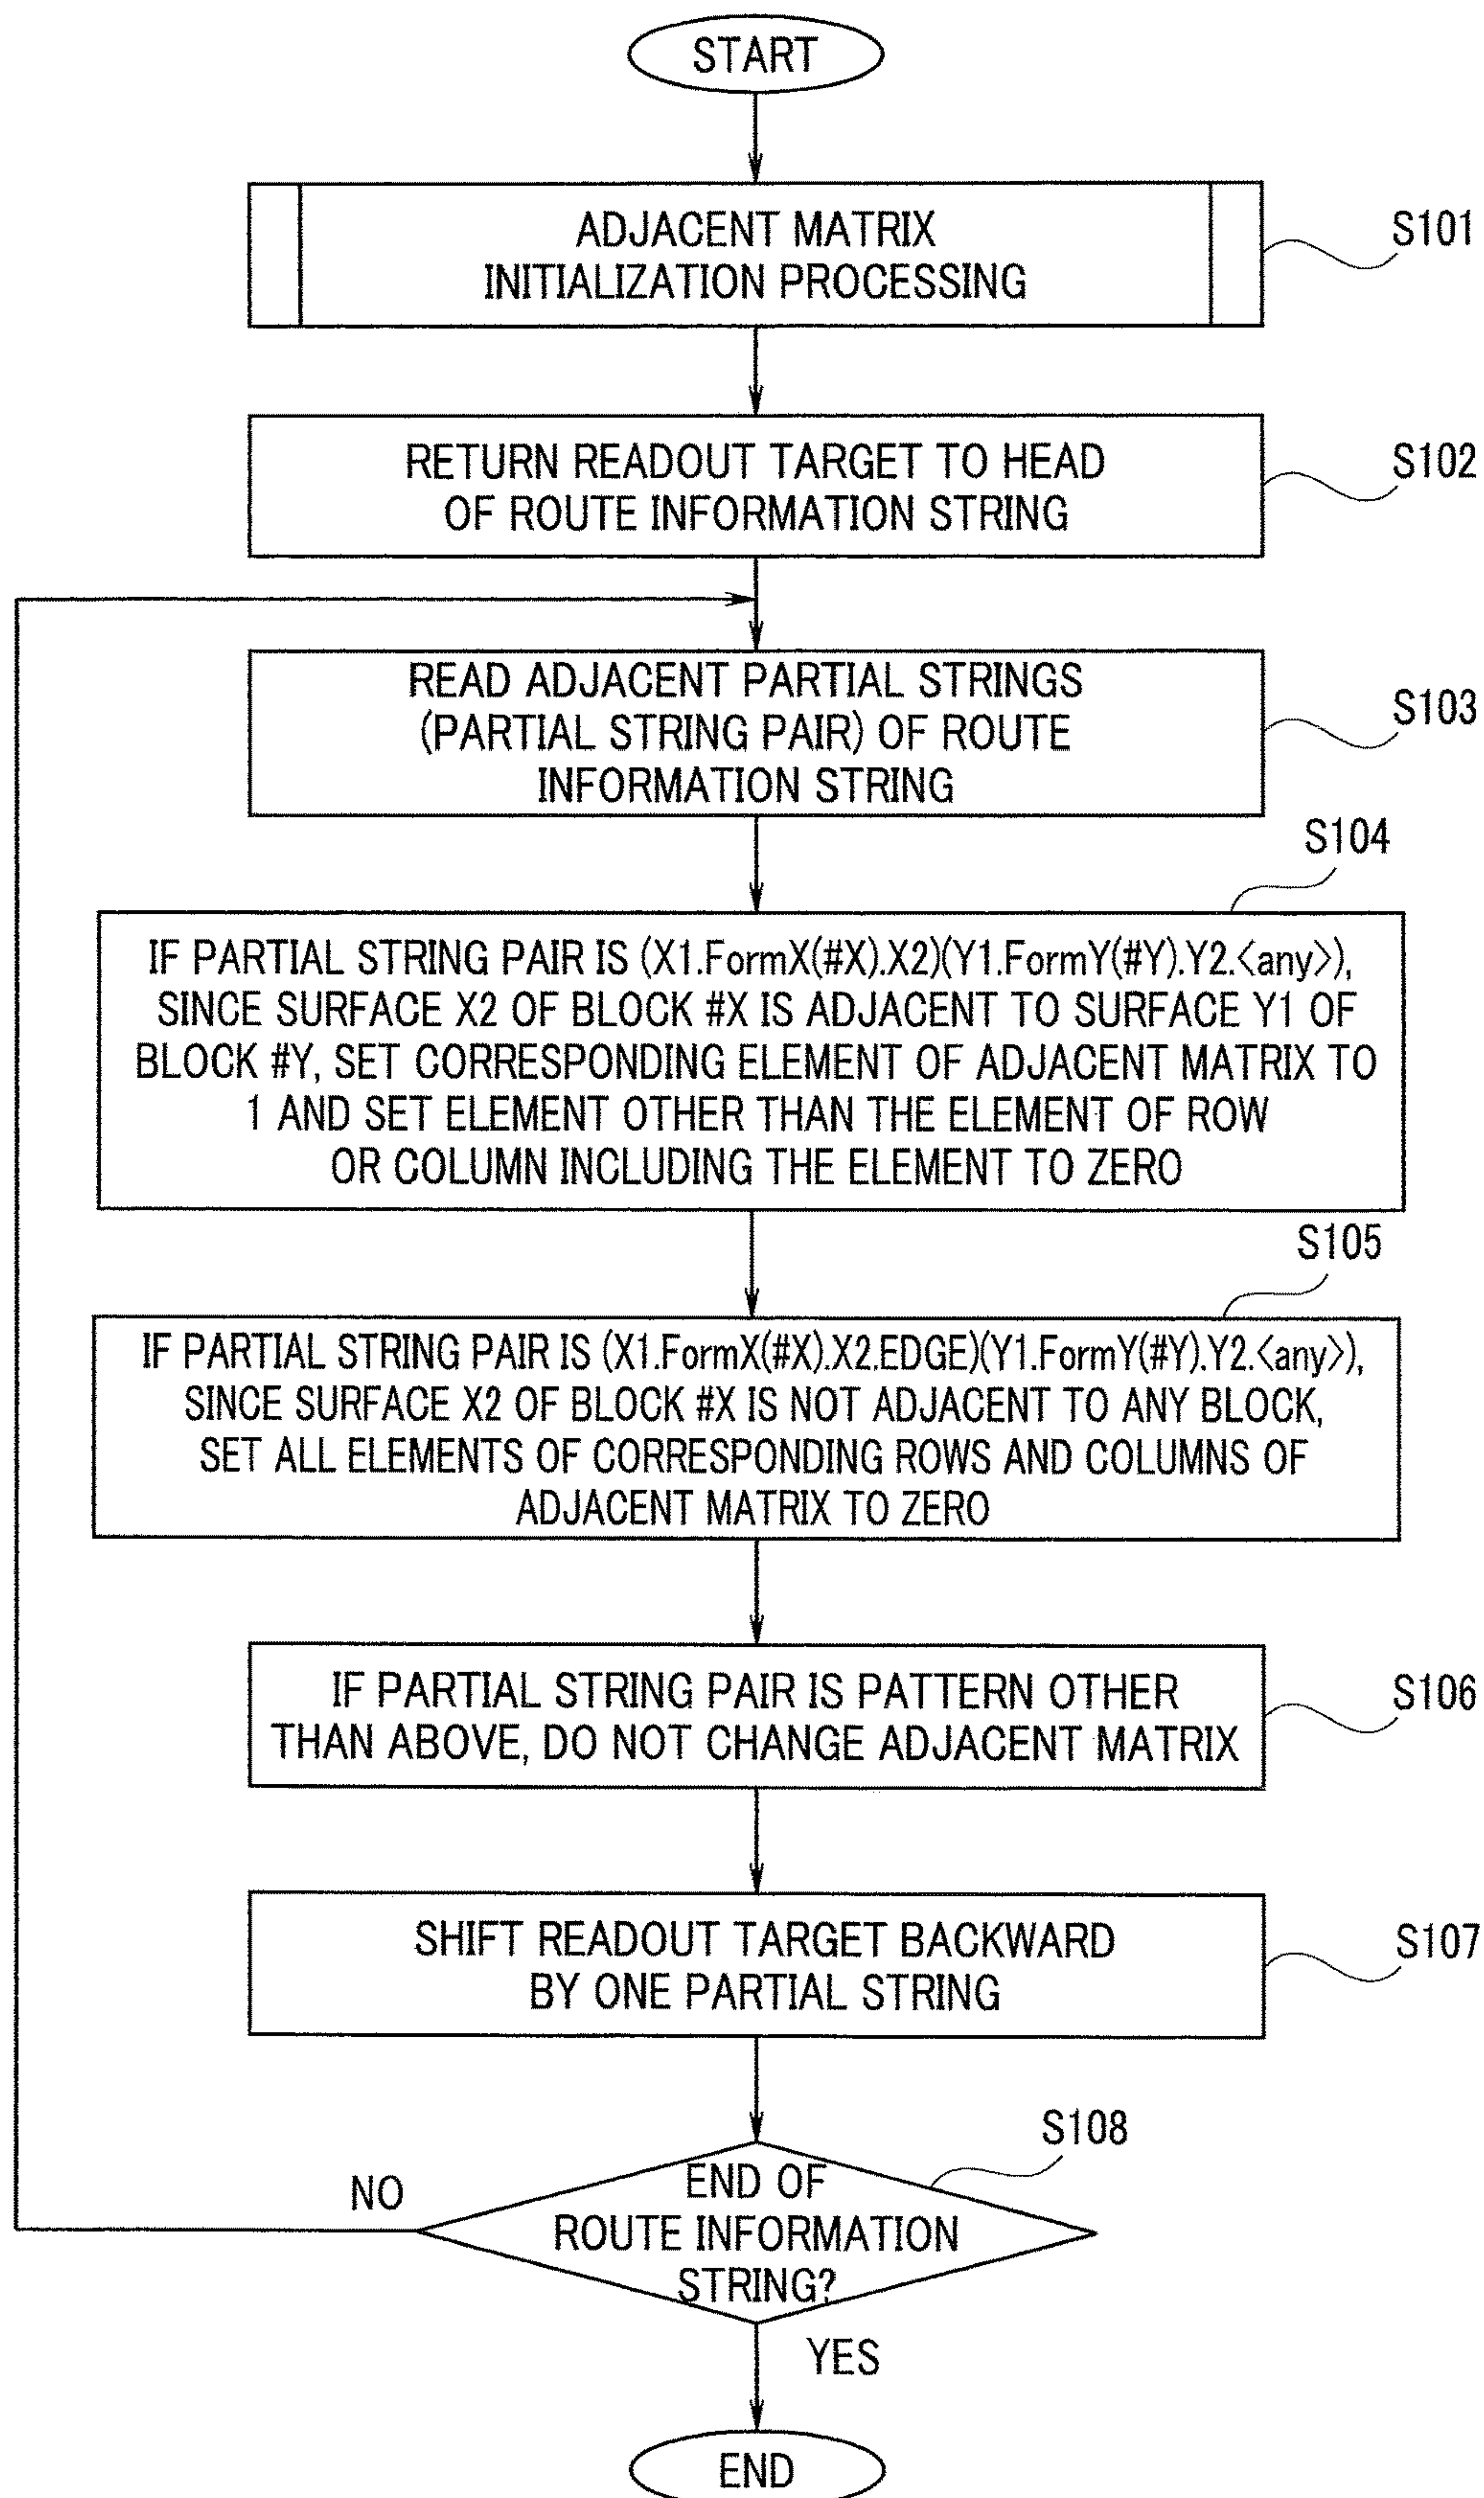 START
ADJACENT MATRIX
INITIALIZATION PROCESSING
S101
RETURN READOUT TARGET TO HEAD
OF ROUTE INFORMATION STRING
S102
READ ADJACENT PARTIAL STRINGS
(PARTIAL STRING PAIR) OF ROUTE
INFORMATION STRING
S103
S104
IF PARTIAL STRING PAIR IS (X1.FormX(#X).X2)(Y1.FormY(#Y).Y2.<any>),
SINCE SURFACE X2 OF BLOCK #X IS ADJACENT TO SURFACE Y1 OF
BLOCK #Y, SET CORRESPONDING ELEMENT OF ADJACENT MATRIX TO
1 AND SET ELEMENT OTHER THAN THE ELEMENT OF ROW
OR COLUMN INCLUDING THE ELEMENT TO ZERO
S105
IF PARTIAL STRING PAIR IS (X1.FormX(#X).X2.EDGE)(Y1.FormY(#Y).Y2.<any>),
SINCE SURFACE X2 OF BLOCK #X IS NOT ADJACENT TO ANY BLOCK,
SET ALL ELEMENTS OF CORRESPONDING ROWS AND COLUMNS OF
ADJACENT MATRIX TO ZERO
IF PARTIAL STRING PAIR IS PATTERN OTHER
THAN ABOVE, DO NOT CHANGE ADJACENT MATRIX
S106
SHIFT READOUT TARGET BACKWARD
BY ONE PARTIAL STRING
S107
S108
END OF
ROUTE INFORMATION
STRING?
NO
YES
END